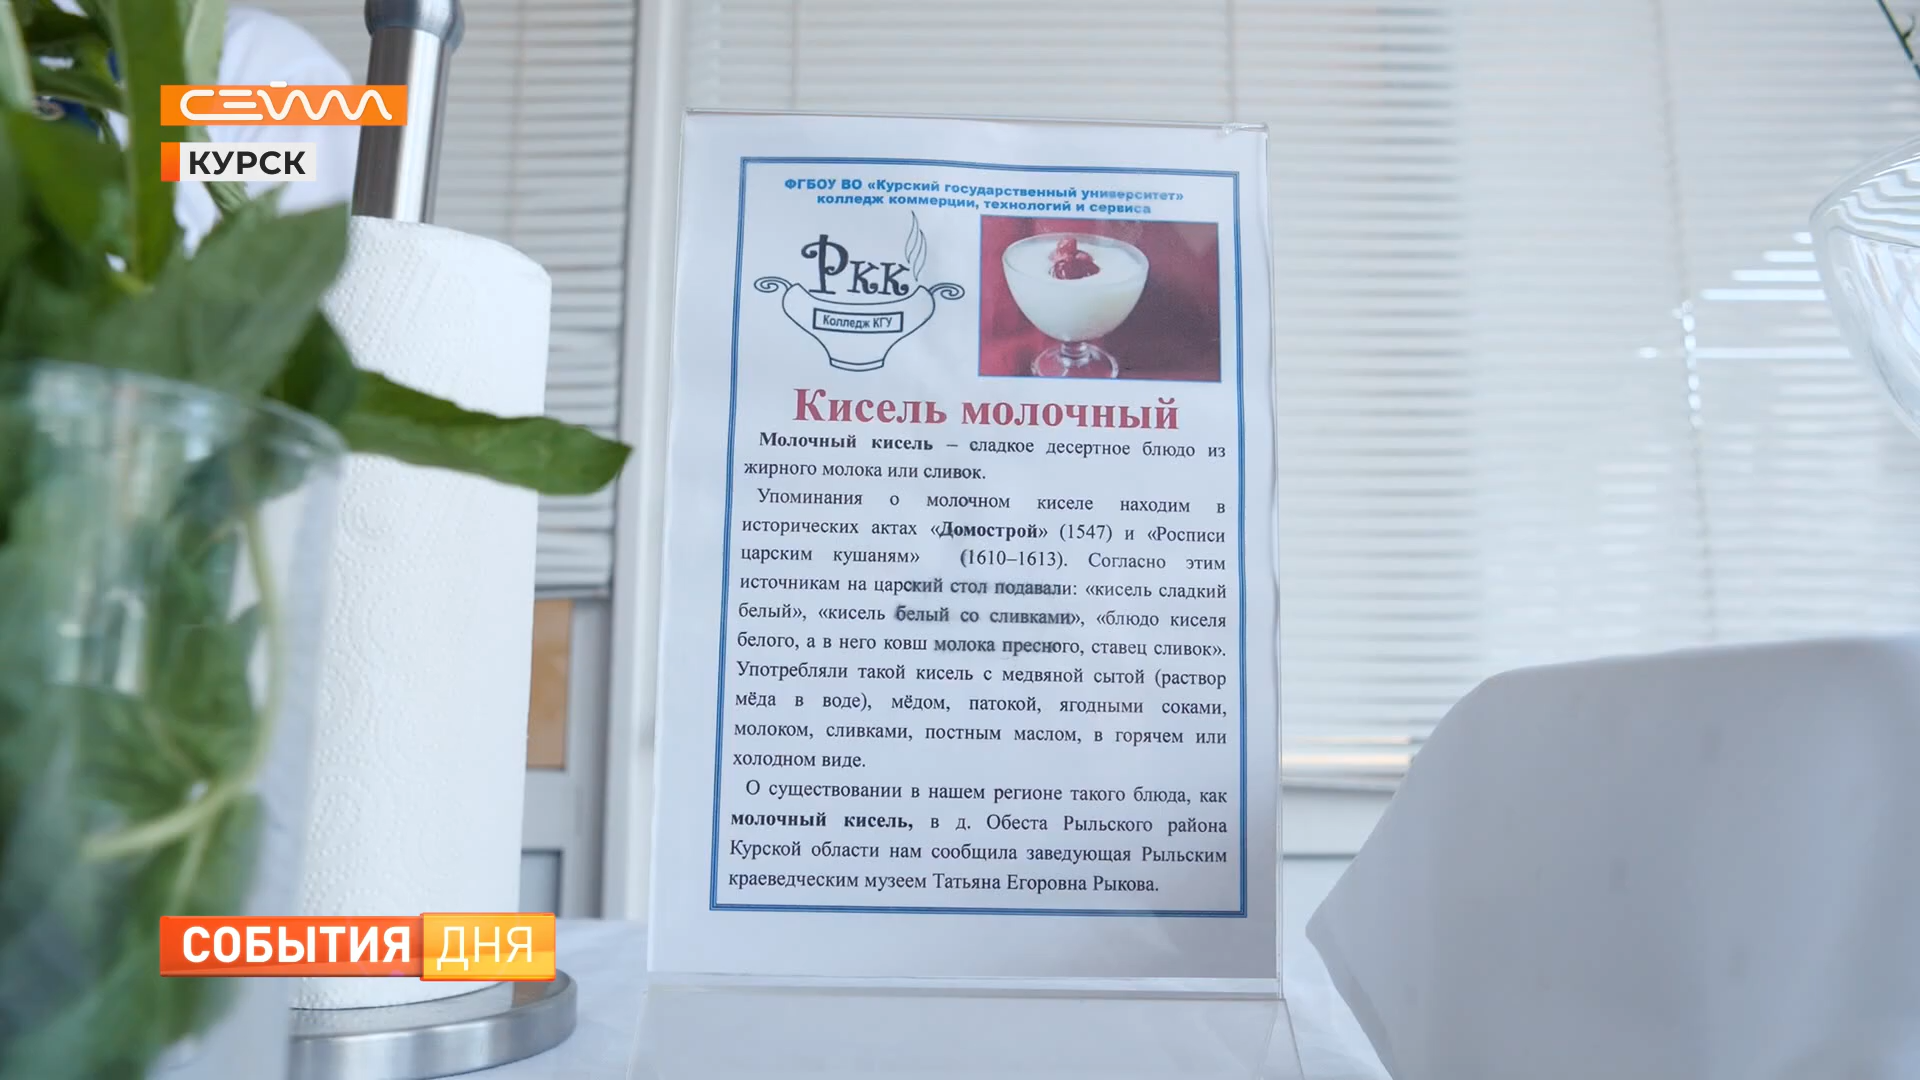 СЕЙМ
КУРСК
ФГБОУ ВО «Курский государственный университет»
колледж коммерции, технологий и сервиса
РКК
Колледж КГУ
Кисель молочный
Молочный кисель – сладкое десертное блюдо из
жирного молока или сливок.
Упоминания о молочном киселе находим в
исторических актах «Домострой» (1547) и «Росписи
царским кушаням» (1610–1613). Согласно этим
источникам на царский стол подавали: «кисель сладкий
белый», «кисель белый со сливками», «блюдо киселя
белого, а в него ковш молока пресного, ставец сливок».
Употребляли такой кисель с медвяной сытой (раствор
мёда в воде), мёдом, патокой, ягодными соками,
молоком, сливками, постным маслом, в горячем или
холодном виде.
О существовании в нашем регионе такого блюда, как
молочный кисель, в д. Обеста Рыльского района
Курской области нам сообщила заведующая Рыльским
краеведческим музеем Татьяна Егоровна Рыкова.
СОБЫТИЯ ДНЯ